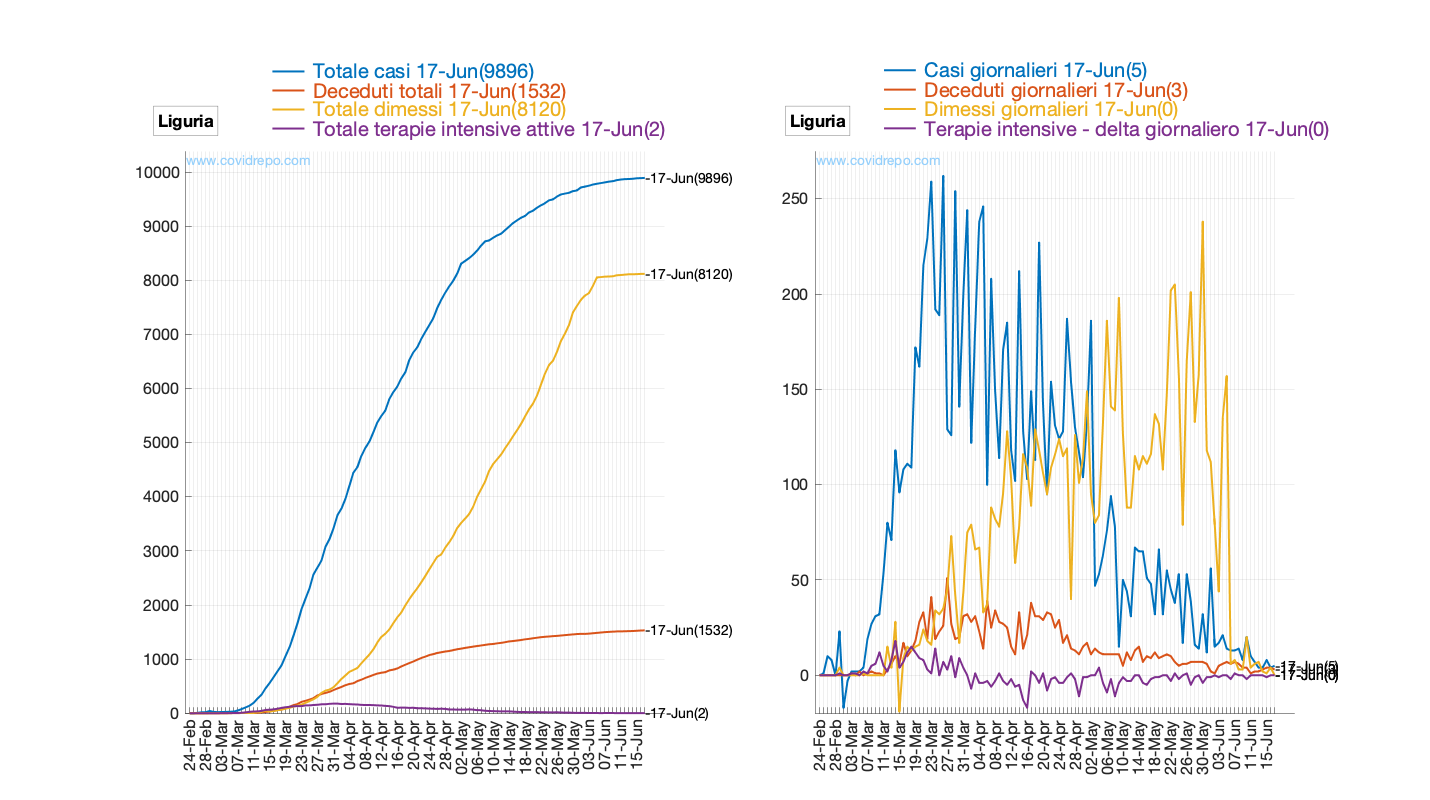 Totale casi 17-Jun(9896)
Deceduti totali 17-Jun(1532)
Totale dimessi 17-Jun(8120)
Totale terapie intensive attive 17-Jun(2)
Liguria
www.covidrepo.com
10000
9000
8000
7000
6000
5000
4000
3000
2000
1000
0
-17-Jun(9896)
-17-Jun(8120)
-17-Jun(1532)
-17-Jun(2)
24-Feb
28-Feb
03-Mar
07-Mar
11-Mar
15-Mar
19-Mar
23-Mar
27-Mar
31-Mar
04-Apr
08-Apr
12-Apr
16-Apr
20-Apr
24-Apr
28-Apr
02-May
06-May
10-May
14-May
18-May
22-May
26-May
30-May
03-Jun
07-Jun
11-Jun
15-Jun
Casi giornalieri 17-Jun(5)
Deceduti giornalieri 17-Jun(3)
Dimessi giornalieri 17-Jun(0)
Terapie intensive - delta giornaliero 17-Jun(0)
Liguria
www.covidrepo.com
250
200
150
100
50
0
24-Feb
28-Feb
03-Mar
07-Mar
11-Mar
15-Mar
19-Mar
23-Mar
27-Mar
31-Mar
04-Apr
08-Apr
12-Apr
16-Apr
20-Apr
24-Apr
28-Apr
02-May
06-May
10-May
14-May
18-May
22-May
26-May
30-May
03-Jun
07-Jun
11-Jun
15-Jun